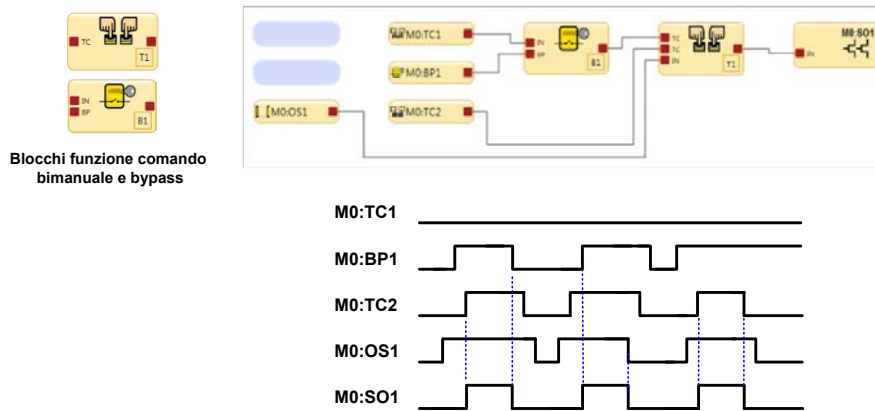 TC
T1
IN
BP
B1
Blocchi funzione comando
bimanuale e bypass
M0:TC1
IN
BP
B1
M0:BP1
M0:OS1
M0:TC2
TC
TC
IN
T1
M0:SO1
IN
M0:TC1
M0:BP1
M0:TC2
M0:OS1
M0:SO1